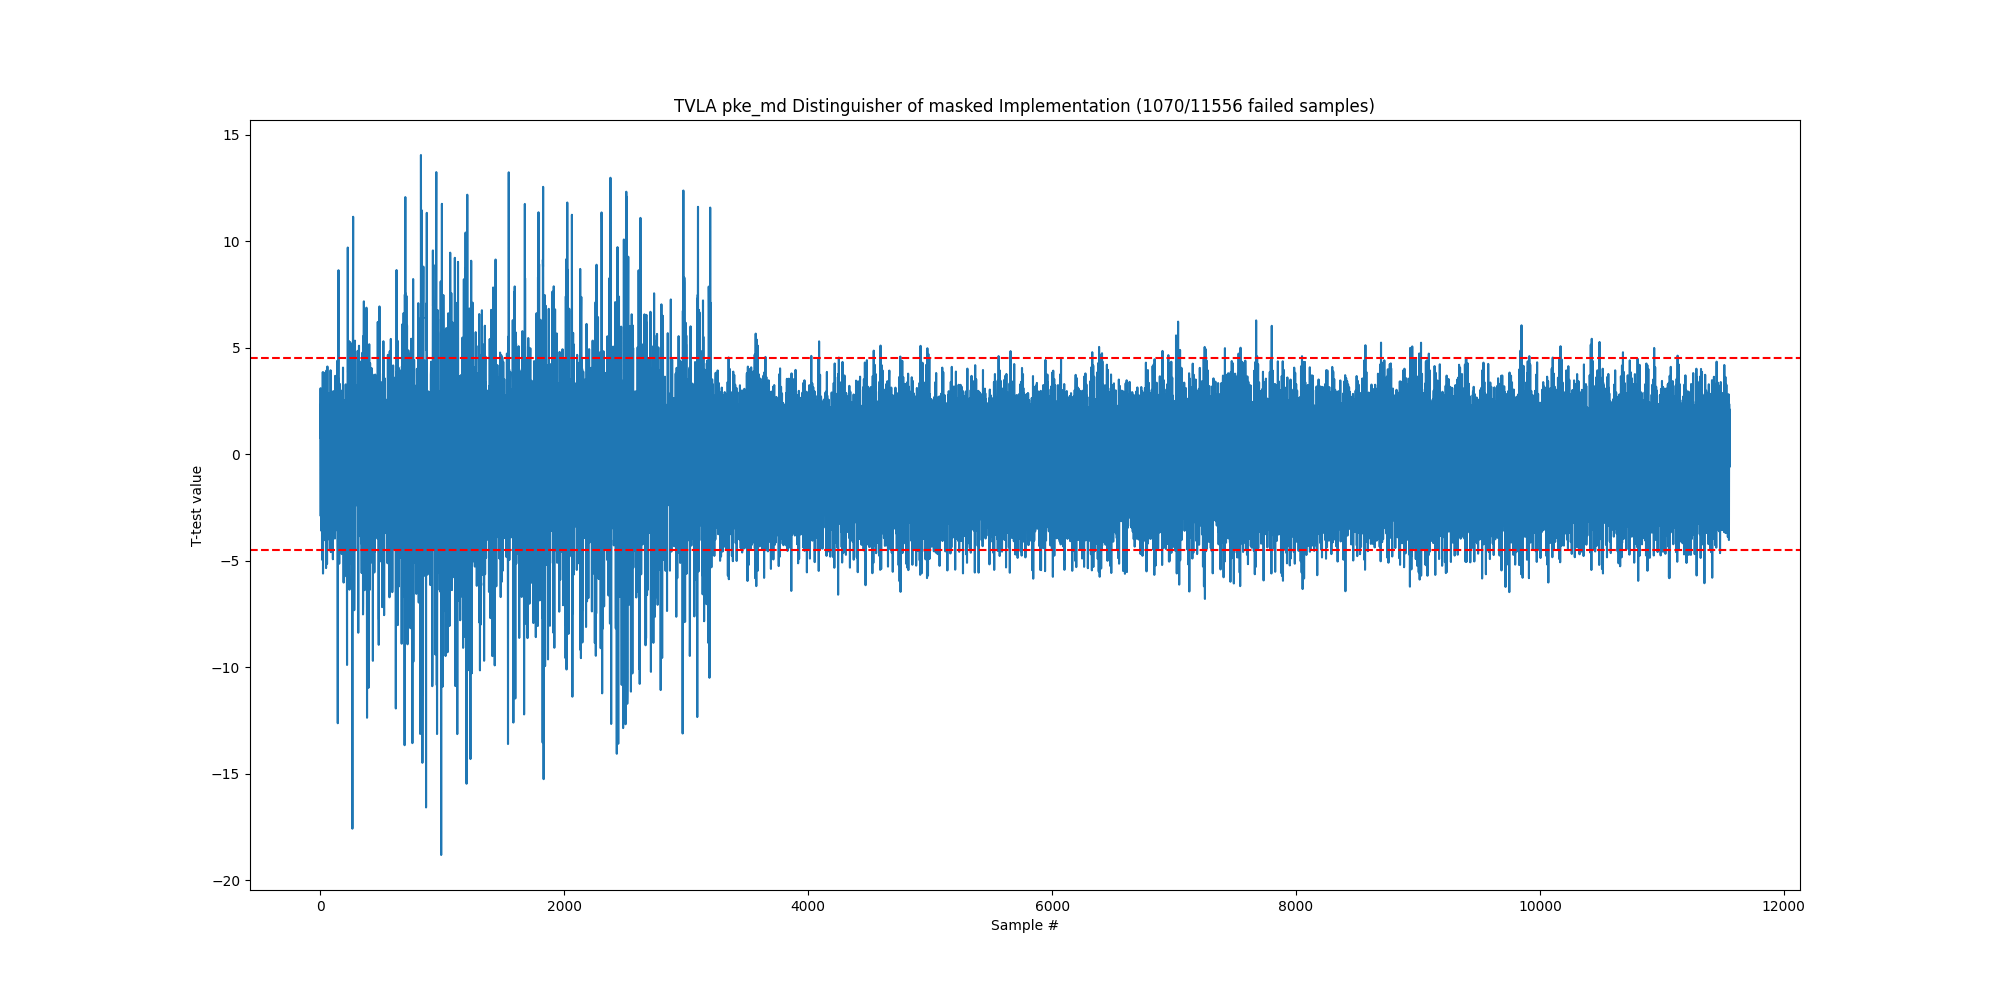 TVLA pke_md Distinguisher of masked Implementation (1070/11556 failed samples)
15
10
5
0
−5
−10
−15
−20
T-test value
0 2000 4000 6000 8000 10000 12000
Sample #